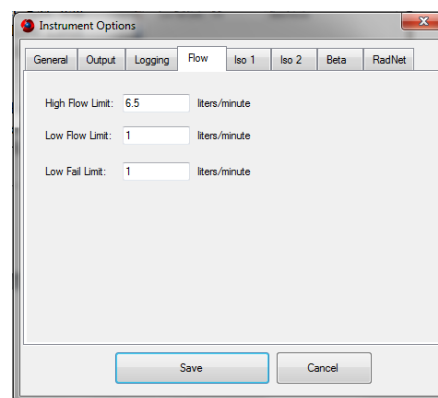 Instrument Options
General Output Logging Flow Iso 1 Iso 2 Beta RadNet
High Flow Limit: 6.5 liters/minute
Low Flow Limit: 1 liters/minute
Low Fail Limit: 1 liters/minute
Save Cancel